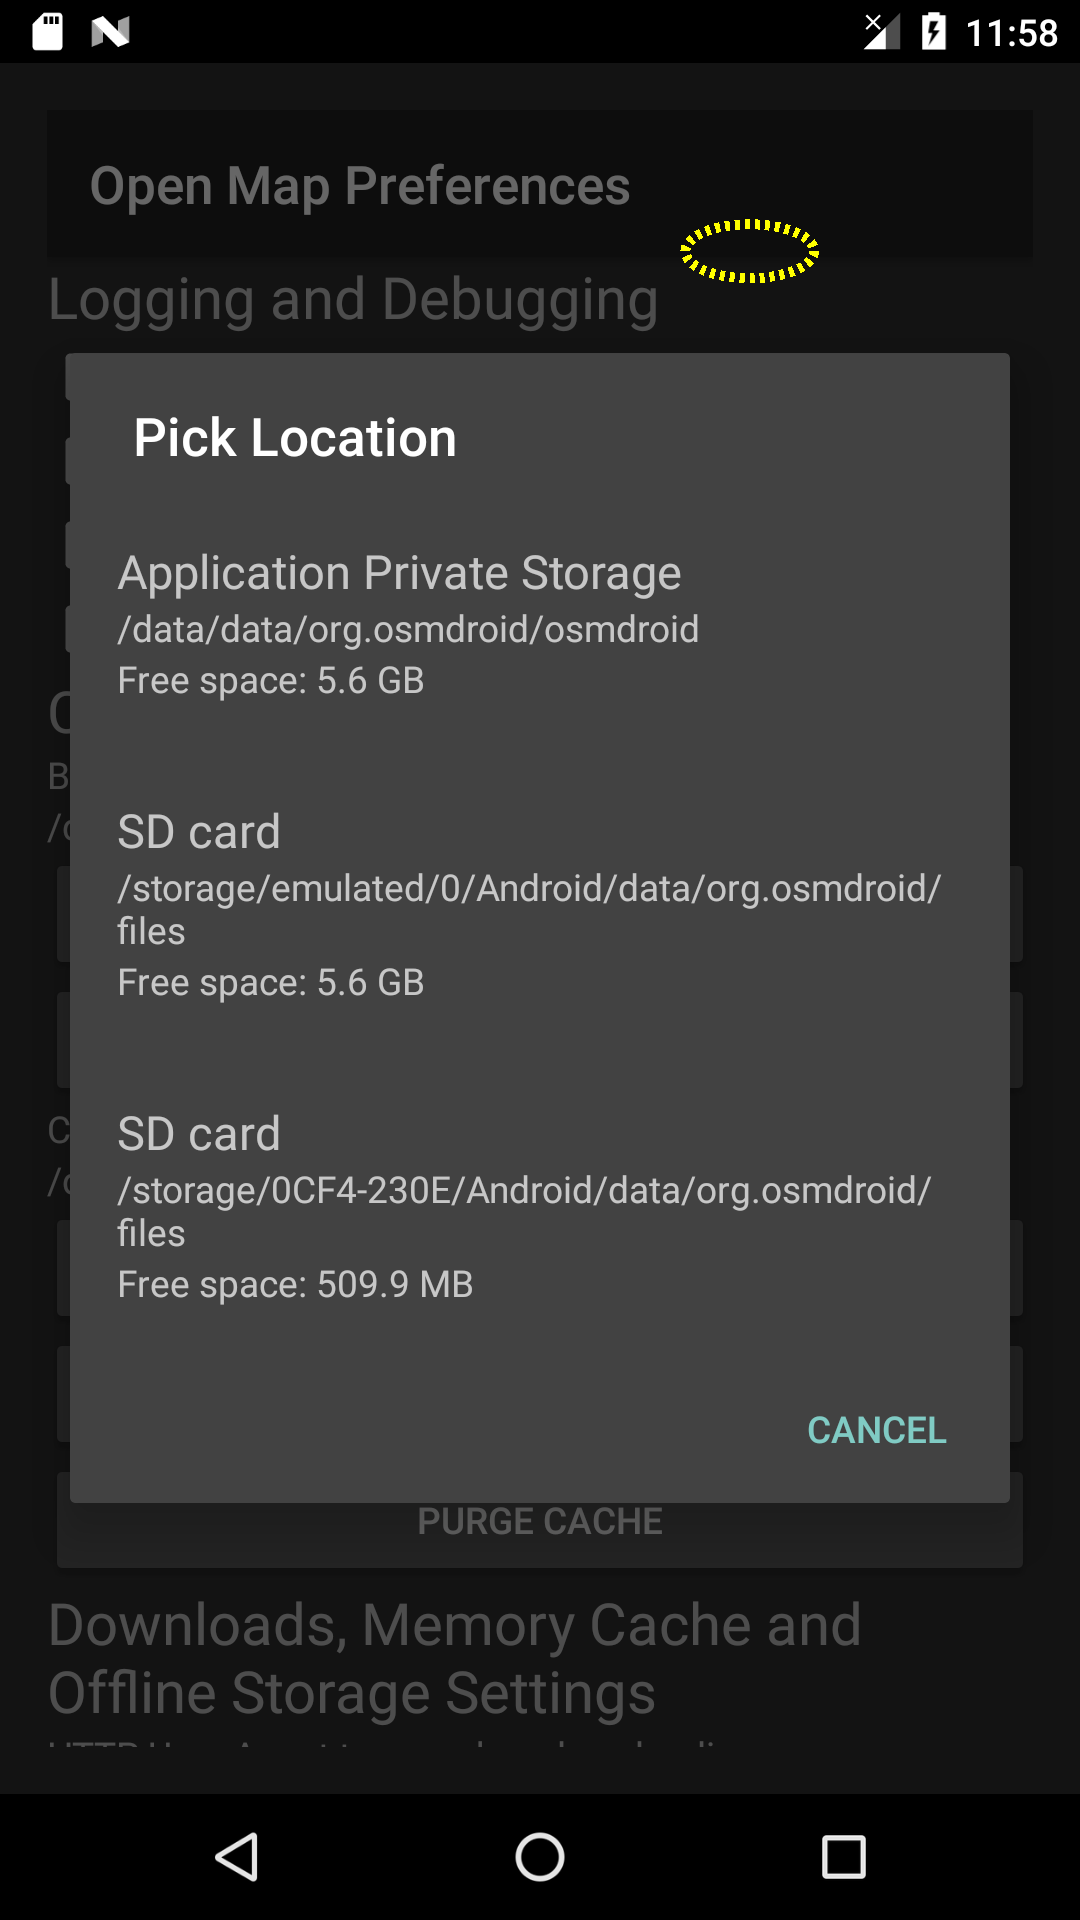 11:58
Open Map Preferences
Logging and Debugging
Pick Location
Application Private Storage
/data/data/org.osmdroid/osmdroid
Free space: 5.6 GB
SD card
/storage/emulated/0/Android/data/org.osmdroid/
files
Free space: 5.6 GB
SD card
/storage/0CF4-230E/Android/data/org.osmdroid/
files
Free space: 509.9 MB
CANCEL
PURGE CACHE
Downloads, Memory Cache and
Offline Storage Settings